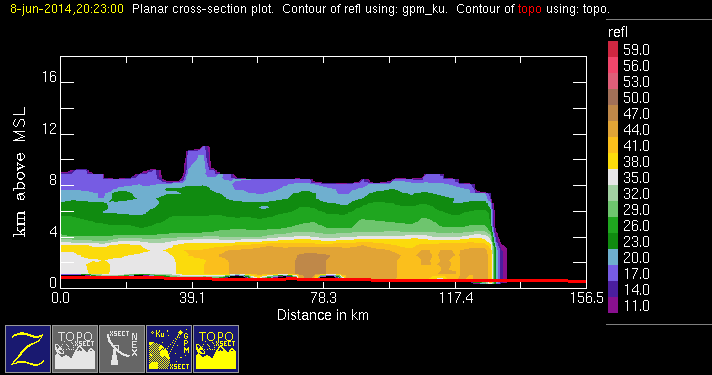 8-jun-2014,20:23:00 Planar cross-section plot. Contour of refl using: gpm_ku. Contour of topo using: topo.
refl
59.0
56.0
53.0
50.0
47.0
44.0
41.0
38.0
35.0
32.0
29.0
26.0
23.0
20.0
17.0
14.0
11.0
km above MSL
16
12
8
4
0
0.0 39.1 78.3 117.4 156.5
Distance in km
Z
TOPO
XSECT
XSECT
XSECT
Ku
GPM
XSECT
TOPO
XSECT